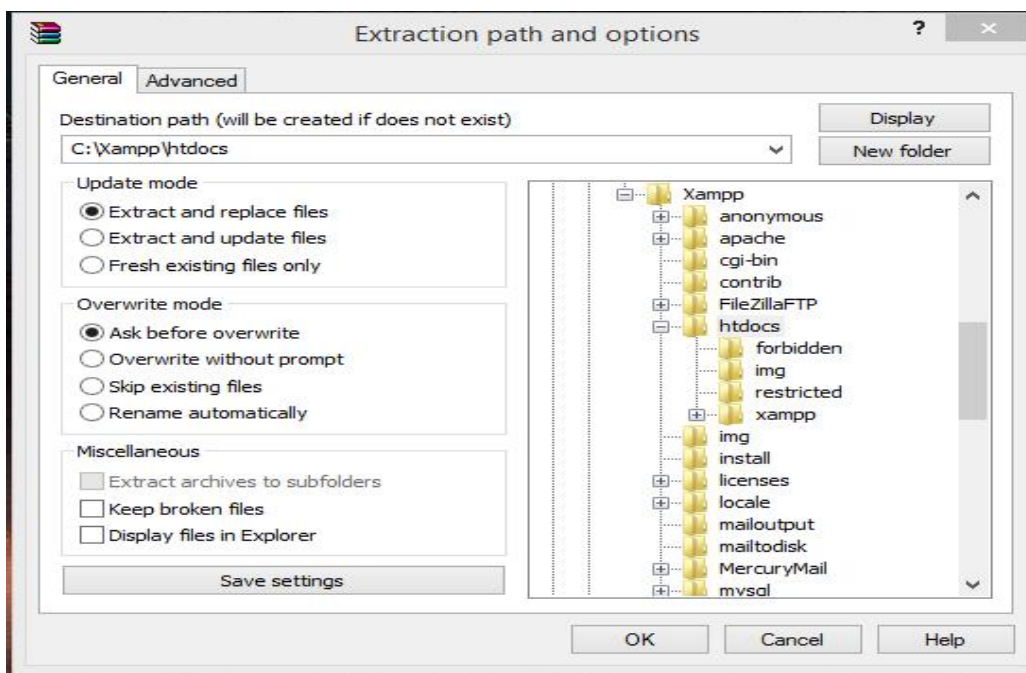 Extraction path and options
?
General
Advanced
Destination path (will be created if does not exist)
Display
C:\Xampp\htdocs
New folder
Update mode
Extract and replace files
Extract and update files
Fresh existing files only
Overwrite mode
Ask before overwrite
Overwrite without prompt
Skip existing files
Rename automatically
Miscellaneous
Extract archives to subfolders
Keep broken files
Display files in Explorer
Save settings
Xampp
anonymous
apache
cgi-bin
contrib
FileZillaFTP
htdocs
forbidden
img
restricted
xampp
img
install
licenses
locale
mailoutput
mailtodisk
MercuryMail
mysql
OK
Cancel
Help